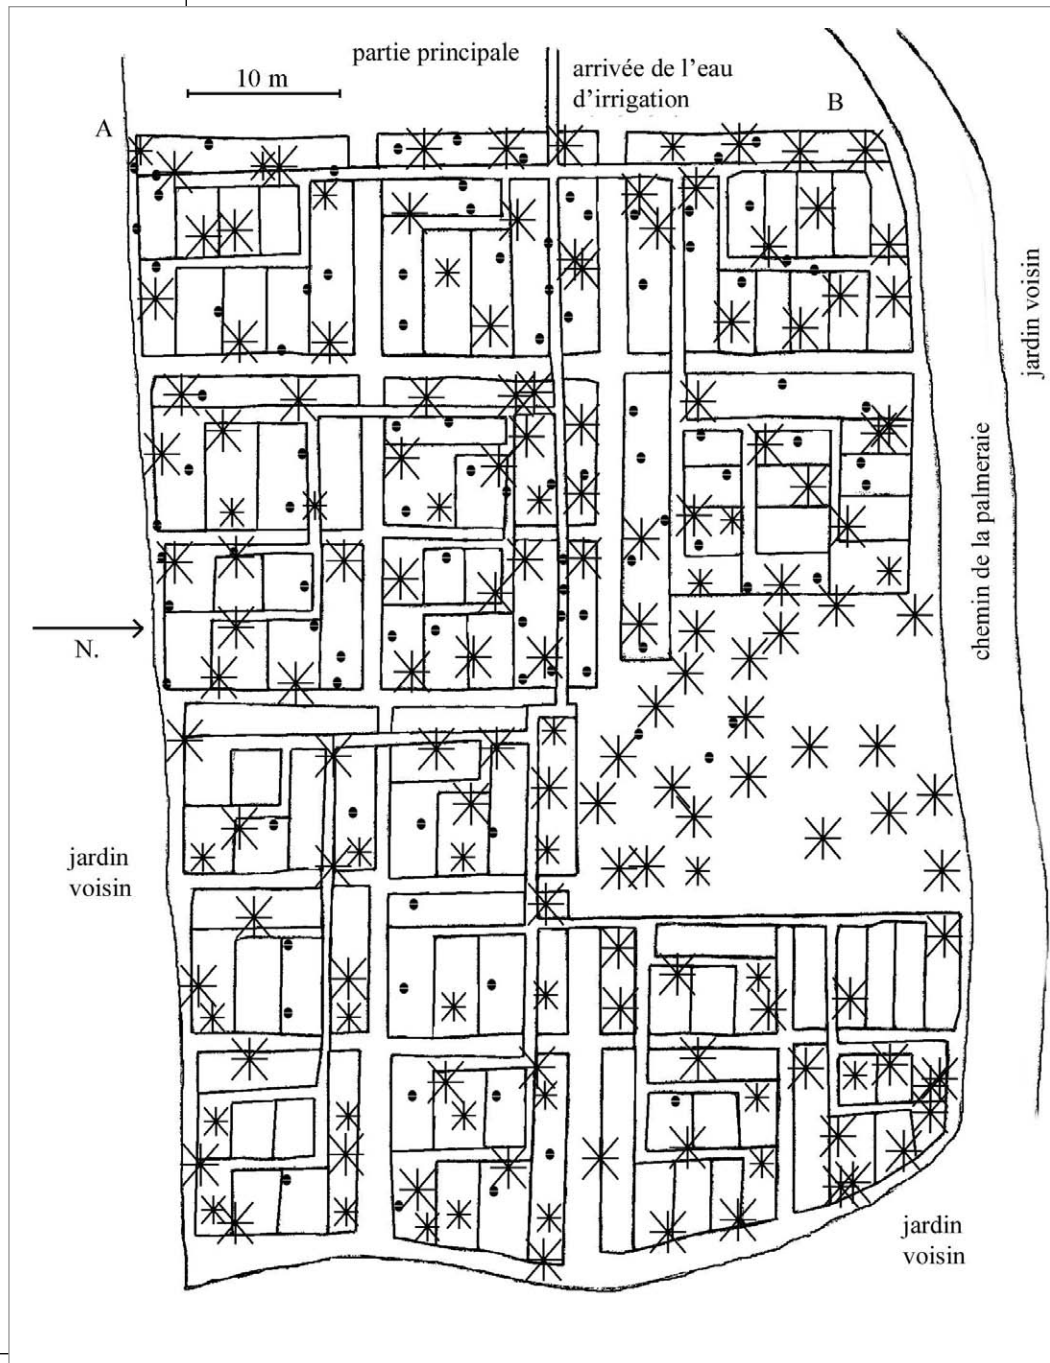 partie principale
10 m
arrivée de l’eau
d’irrigation
A
B
jardin voisin
chemin de la palmeraie
N.
jardin
voisin
jardin
voisin